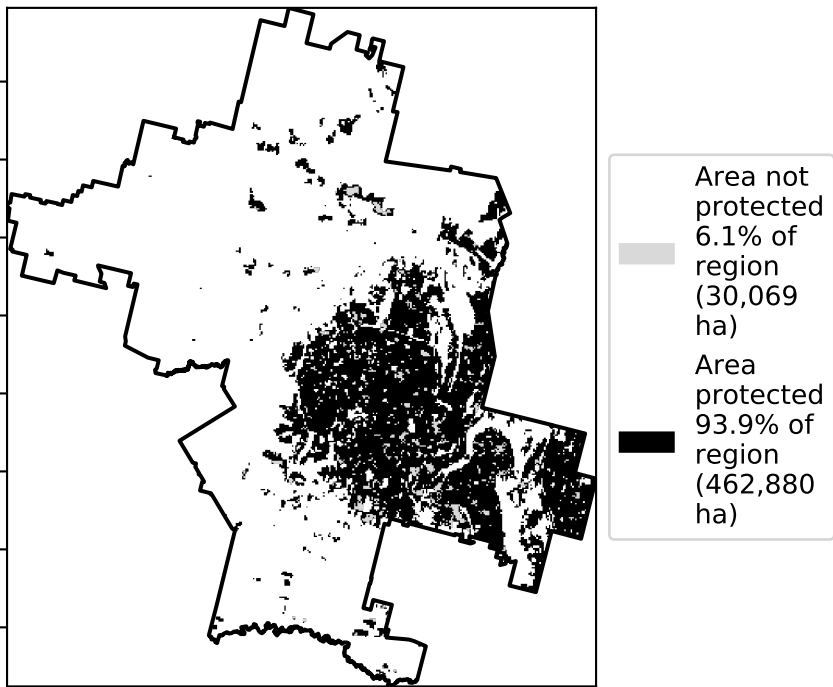 Area not
protected
6.1% of
region
(30,069
ha)
Area
protected
93.9% of
region
(462,880
ha)